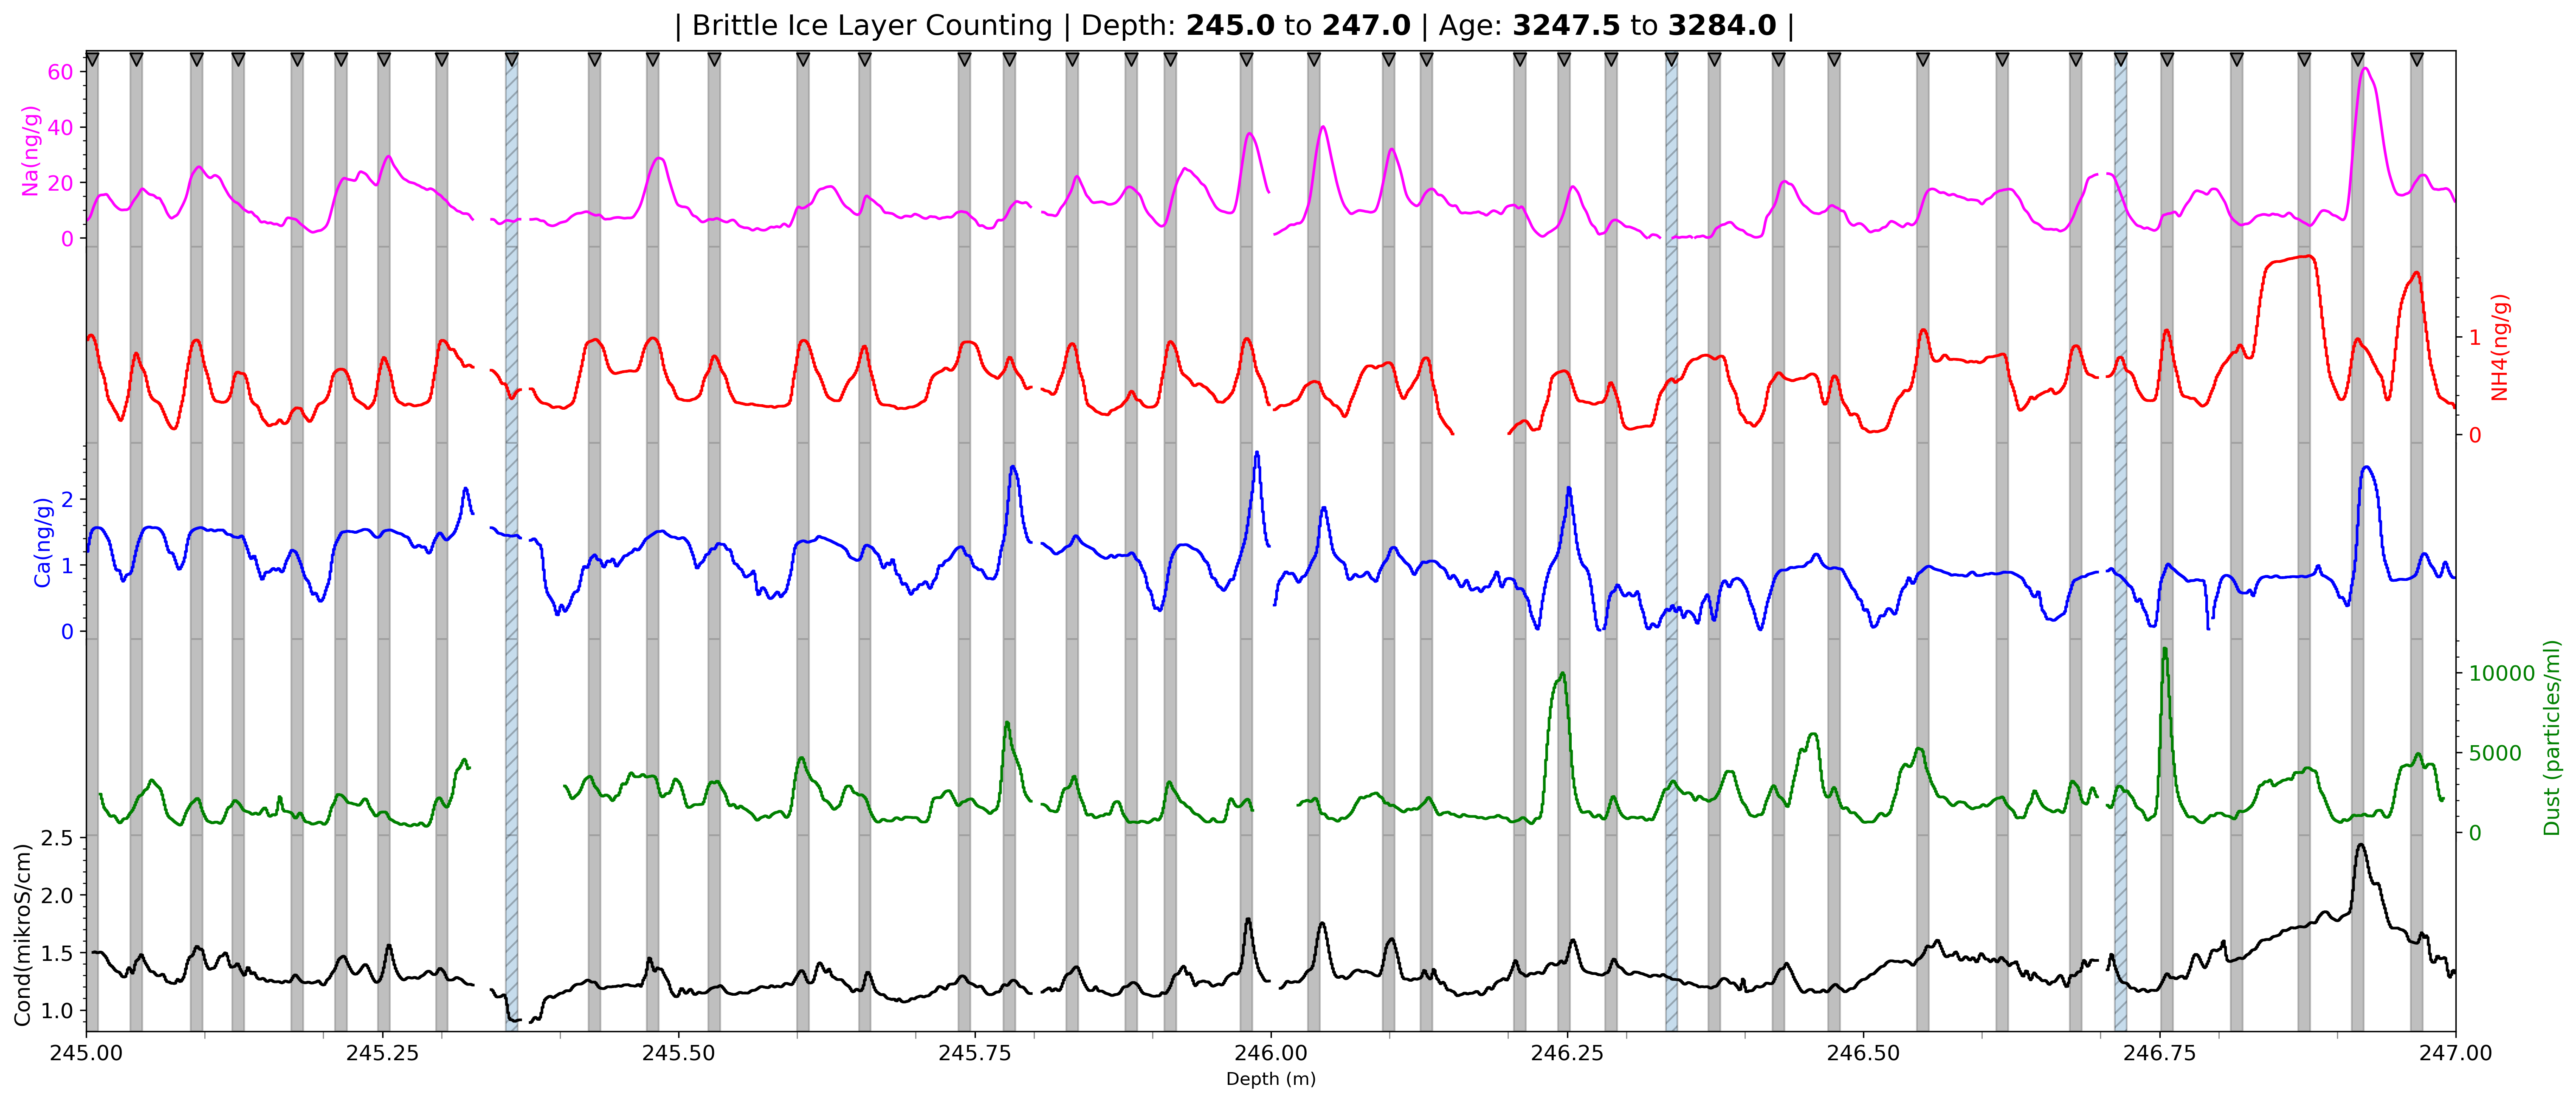 | Brittle Ice Layer Counting | Depth: 245.0 to 247.0 | Age: 3247.5 to 3284.0 |
60
40
20
0
Na(ng/g)
1
0
NH4(ng/g)
2
1
0
Ca(ng/g)
10000
5000
0
Dust (particles/ml)
2.5
2.0
1.5
1.0
Cond(mikroS/cm)
245.00 245.25 245.50 245.75 246.00 246.25 246.50 246.75 247.00
Depth (m)